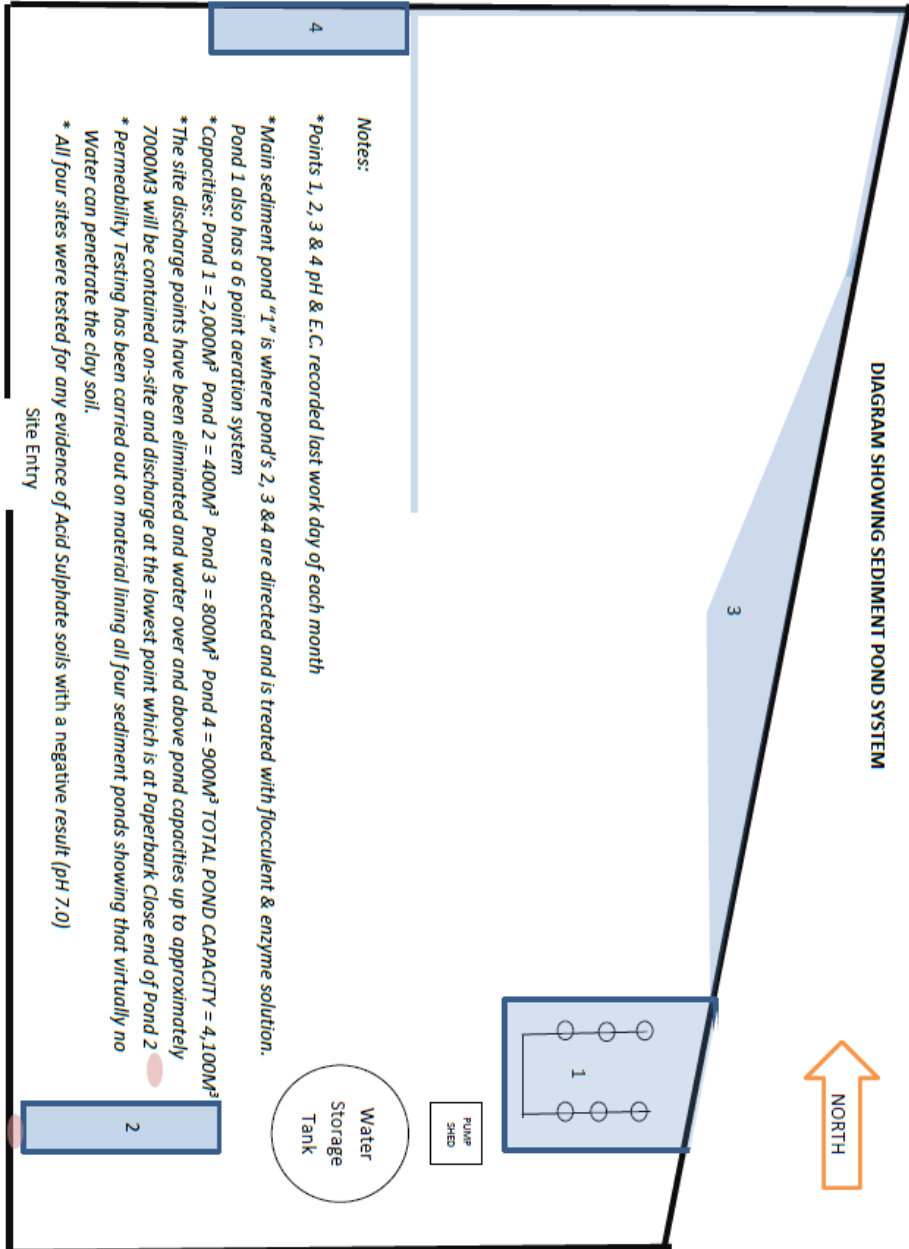 DIAGRAM SHOWING SEDIMENT POND SYSTEM
NORTH
3
4
1
PUMP
SHED
Water
Storage
Tank
2
Notes:
*Points 1, 2, 3 & 4 pH & E.C. recorded last work day of each month
*Main sediment pond “1” is where pond’s 2, 3 &4 are directed and is treated with flocculent & enzyme solution.
Pond 1 also has a 6 point aeration system
*Capacities: Pond 1 = 2,000M³ Pond 2 = 400M³ Pond 3 = 800M³ Pond 4 = 900M³ TOTAL POND CAPACITY = 4,100M³
*The site discharge points have been eliminated and water over and above pond capacities up to approximately
7000M3 will be contained on-site and discharge at the lowest point which is at Paperbark Close end of Pond 2
* Permeability Testing has been carried out on material lining all four sediment ponds showing that virtually no
Water can penetrate the clay soil.
* All four sites were tested for any evidence of Acid Sulphate soils with a negative result (pH 7.0)
Site Entry